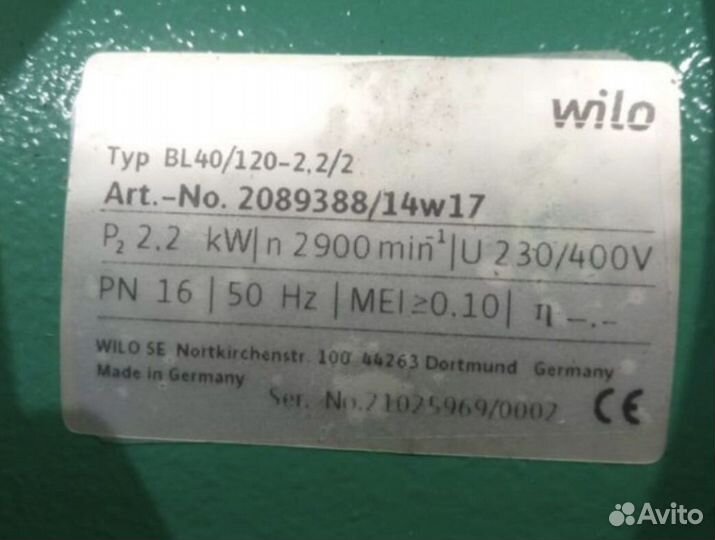 wilo
Typ BL40/120-2,2/2
Art.-No. 2089388/14w17
P₂ 2.2 kW|n 2900 min⁻¹|U 230/400V
PN 16 | 50 Hz | MEI≥0.10| η –.–
WILO SE Nortkirchenstr. 100 44263 Dortmund Germany
Made in Germany
Ser. No.21025969/0002 CE
Avito